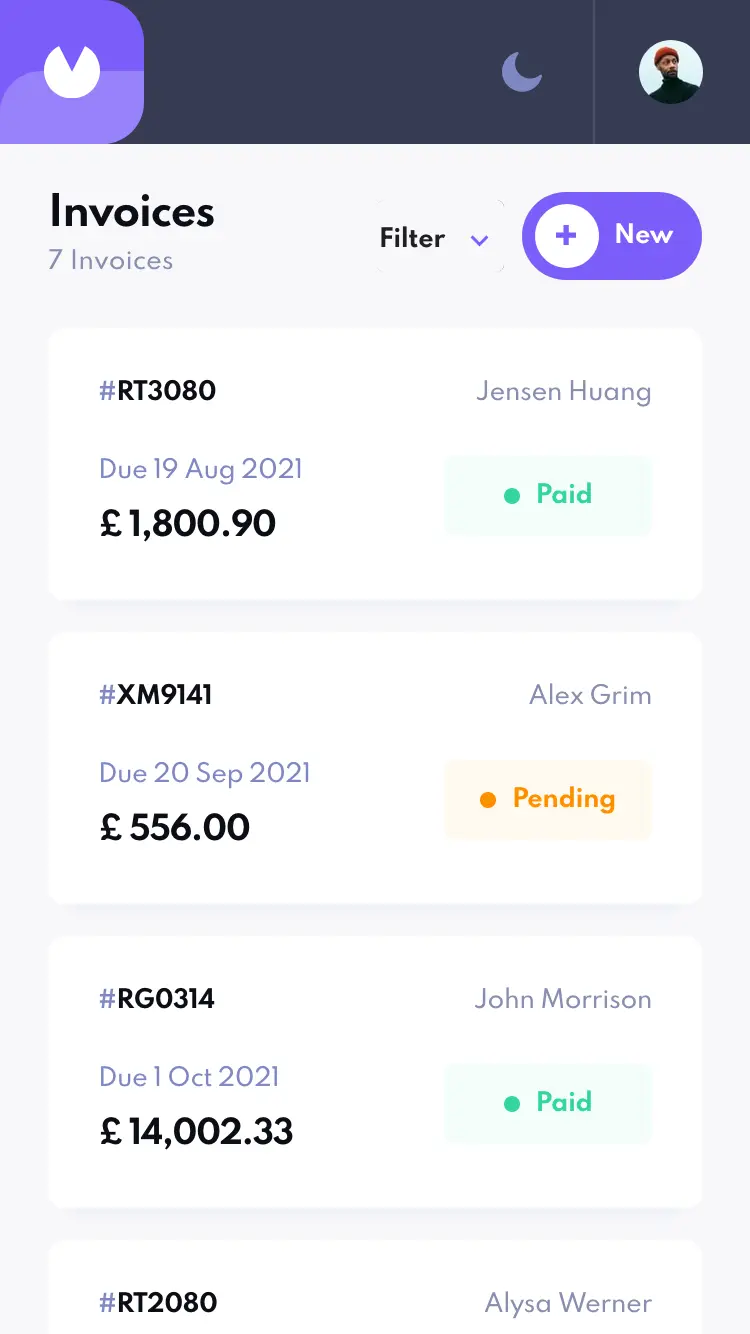 Invoices
7 Invoices
Filter
+ New
#RT3080
Jensen Huang
Due 19 Aug 2021
£ 1,800.90
Paid
#XM9141
Alex Grim
Due 20 Sep 2021
£ 556.00
Pending
#RG0314
John Morrison
Due 1 Oct 2021
£ 14,002.33
Paid
#RT2080
Alysa Werner